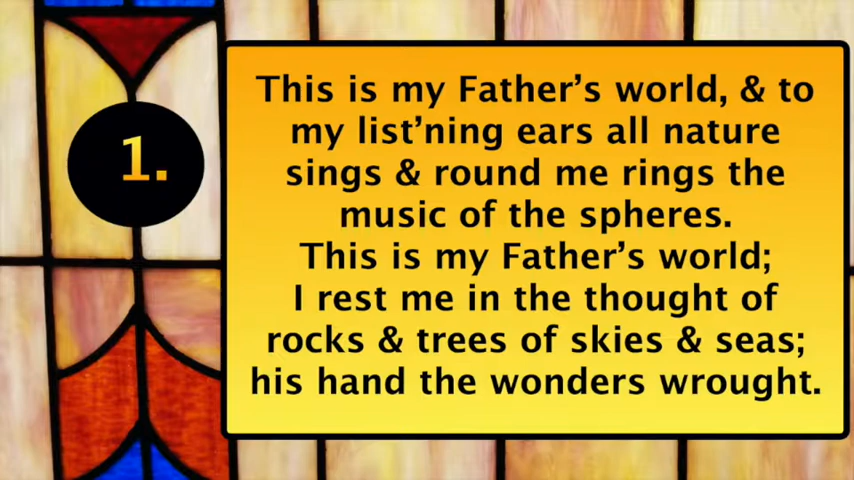 1.
This is my Father's world, & to
my list'ning ears all nature
sings & round me rings the
music of the spheres.
This is my Father's world;
I rest me in the thought of
rocks & trees of skies & seas;
his hand the wonders wrought.